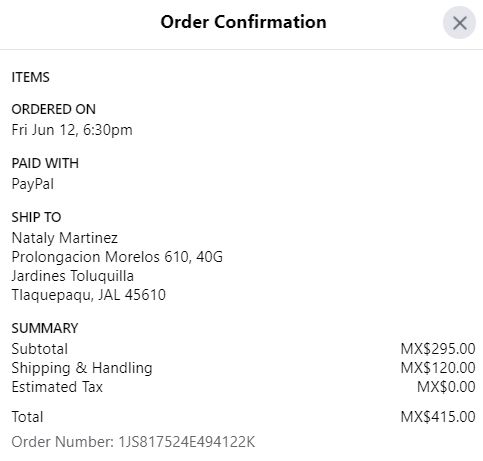 Order Confirmation
ITEMS
ORDERED ON
Fri Jun 12, 6:30pm
PAID WITH
PayPal
SHIP TO
Nataly Martinez
Prolongacion Morelos 610, 40G
Jardines Toluquilla
Tlaquepaqu, JAL 45610
SUMMARY
Subtotal MX$295.00
Shipping & Handling MX$120.00
Estimated Tax MX$0.00
Total MX$415.00
Order Number: 1JS817524E494122K